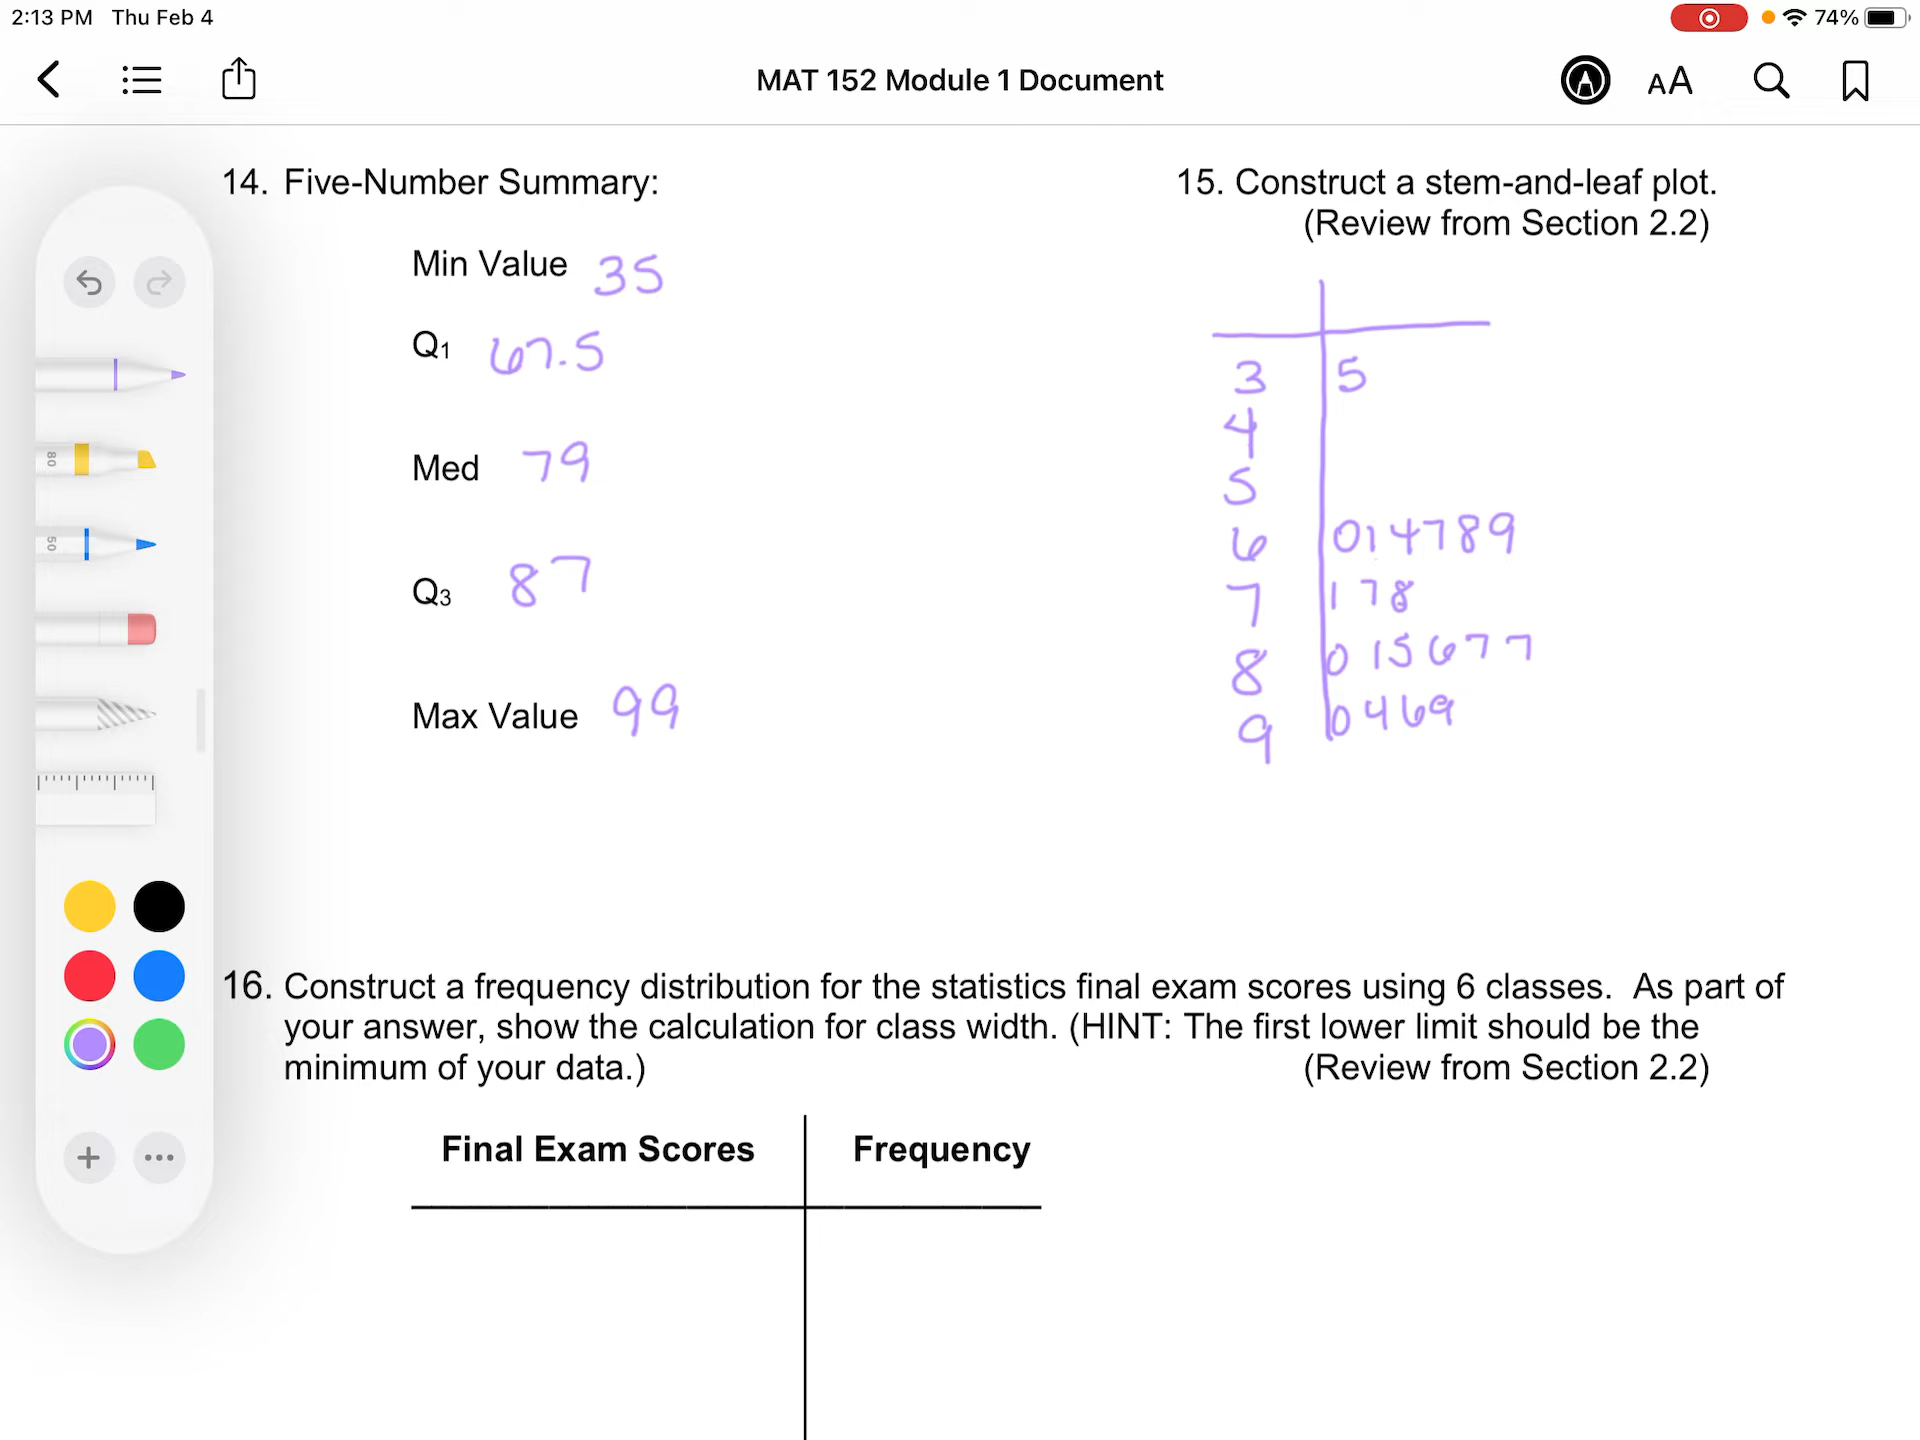 2:13 PM Thu Feb 4
74%
MAT 152 Module 1 Document
AA
14. Five-Number Summary:
Min Value 35
Q1 67.5
Med 79
Q3 87
Max Value 99
15. Construct a stem-and-leaf plot.
(Review from Section 2.2)
3 5
4
5
6 014789
7 178
8 015677
9 0469
80
50
16. Construct a frequency distribution for the statistics final exam scores using 6 classes. As part of
your answer, show the calculation for class width. (HINT: The first lower limit should be the
minimum of your data.) (Review from Section 2.2)
Final Exam Scores Frequency